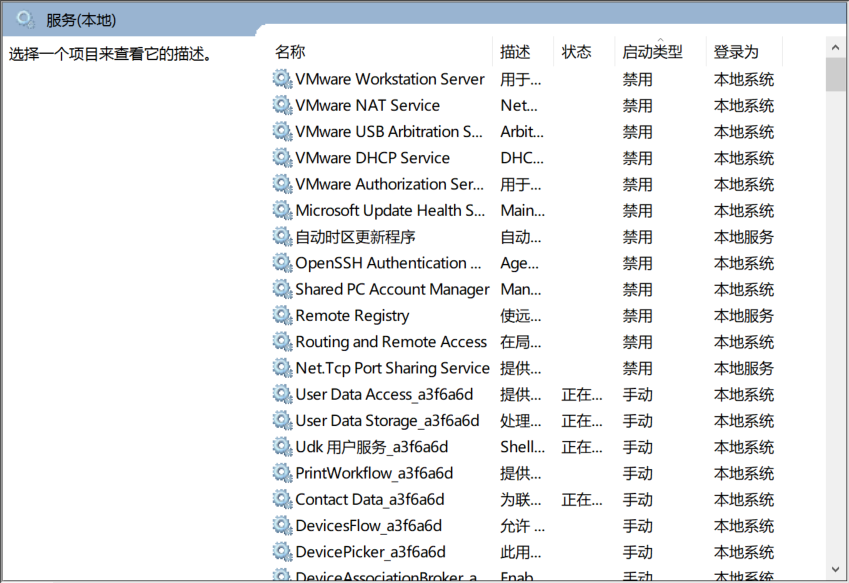 服务(本地)
选择一个项目来查看它的描述。
名称 描述 状态 启动类型 登录为
VMware Workstation Server 用于... 禁用 本地系统
VMware NAT Service Net... 禁用 本地系统
VMware USB Arbitration S... Arbit... 禁用 本地系统
VMware DHCP Service DHC... 禁用 本地系统
VMware Authorization Ser... 用于... 禁用 本地系统
Microsoft Update Health S... Main... 禁用 本地系统
自动时区更新程序 自动... 禁用 本地服务
OpenSSH Authentication ... Age... 禁用 本地系统
Shared PC Account Manager Man... 禁用 本地系统
Remote Registry 使远... 禁用 本地服务
Routing and Remote Access 在局... 禁用 本地系统
Net.Tcp Port Sharing Service 提供... 禁用 本地服务
User Data Access_a3f6a6d 提供... 正在... 手动 本地系统
User Data Storage_a3f6a6d 处理... 正在... 手动 本地系统
Udk 用户服务_a3f6a6d Shell... 正在... 手动 本地系统
PrintWorkflow_a3f6a6d 提供... 手动 本地系统
Contact Data_a3f6a6d 为联... 正在... 手动 本地系统
DevicesFlow_a3f6a6d 允许 ... 手动 本地系统
DevicePicker_a3f6a6d 此用... 手动 本地系统
DeviceAssociationBroker_a Enab... 手动 本地系统